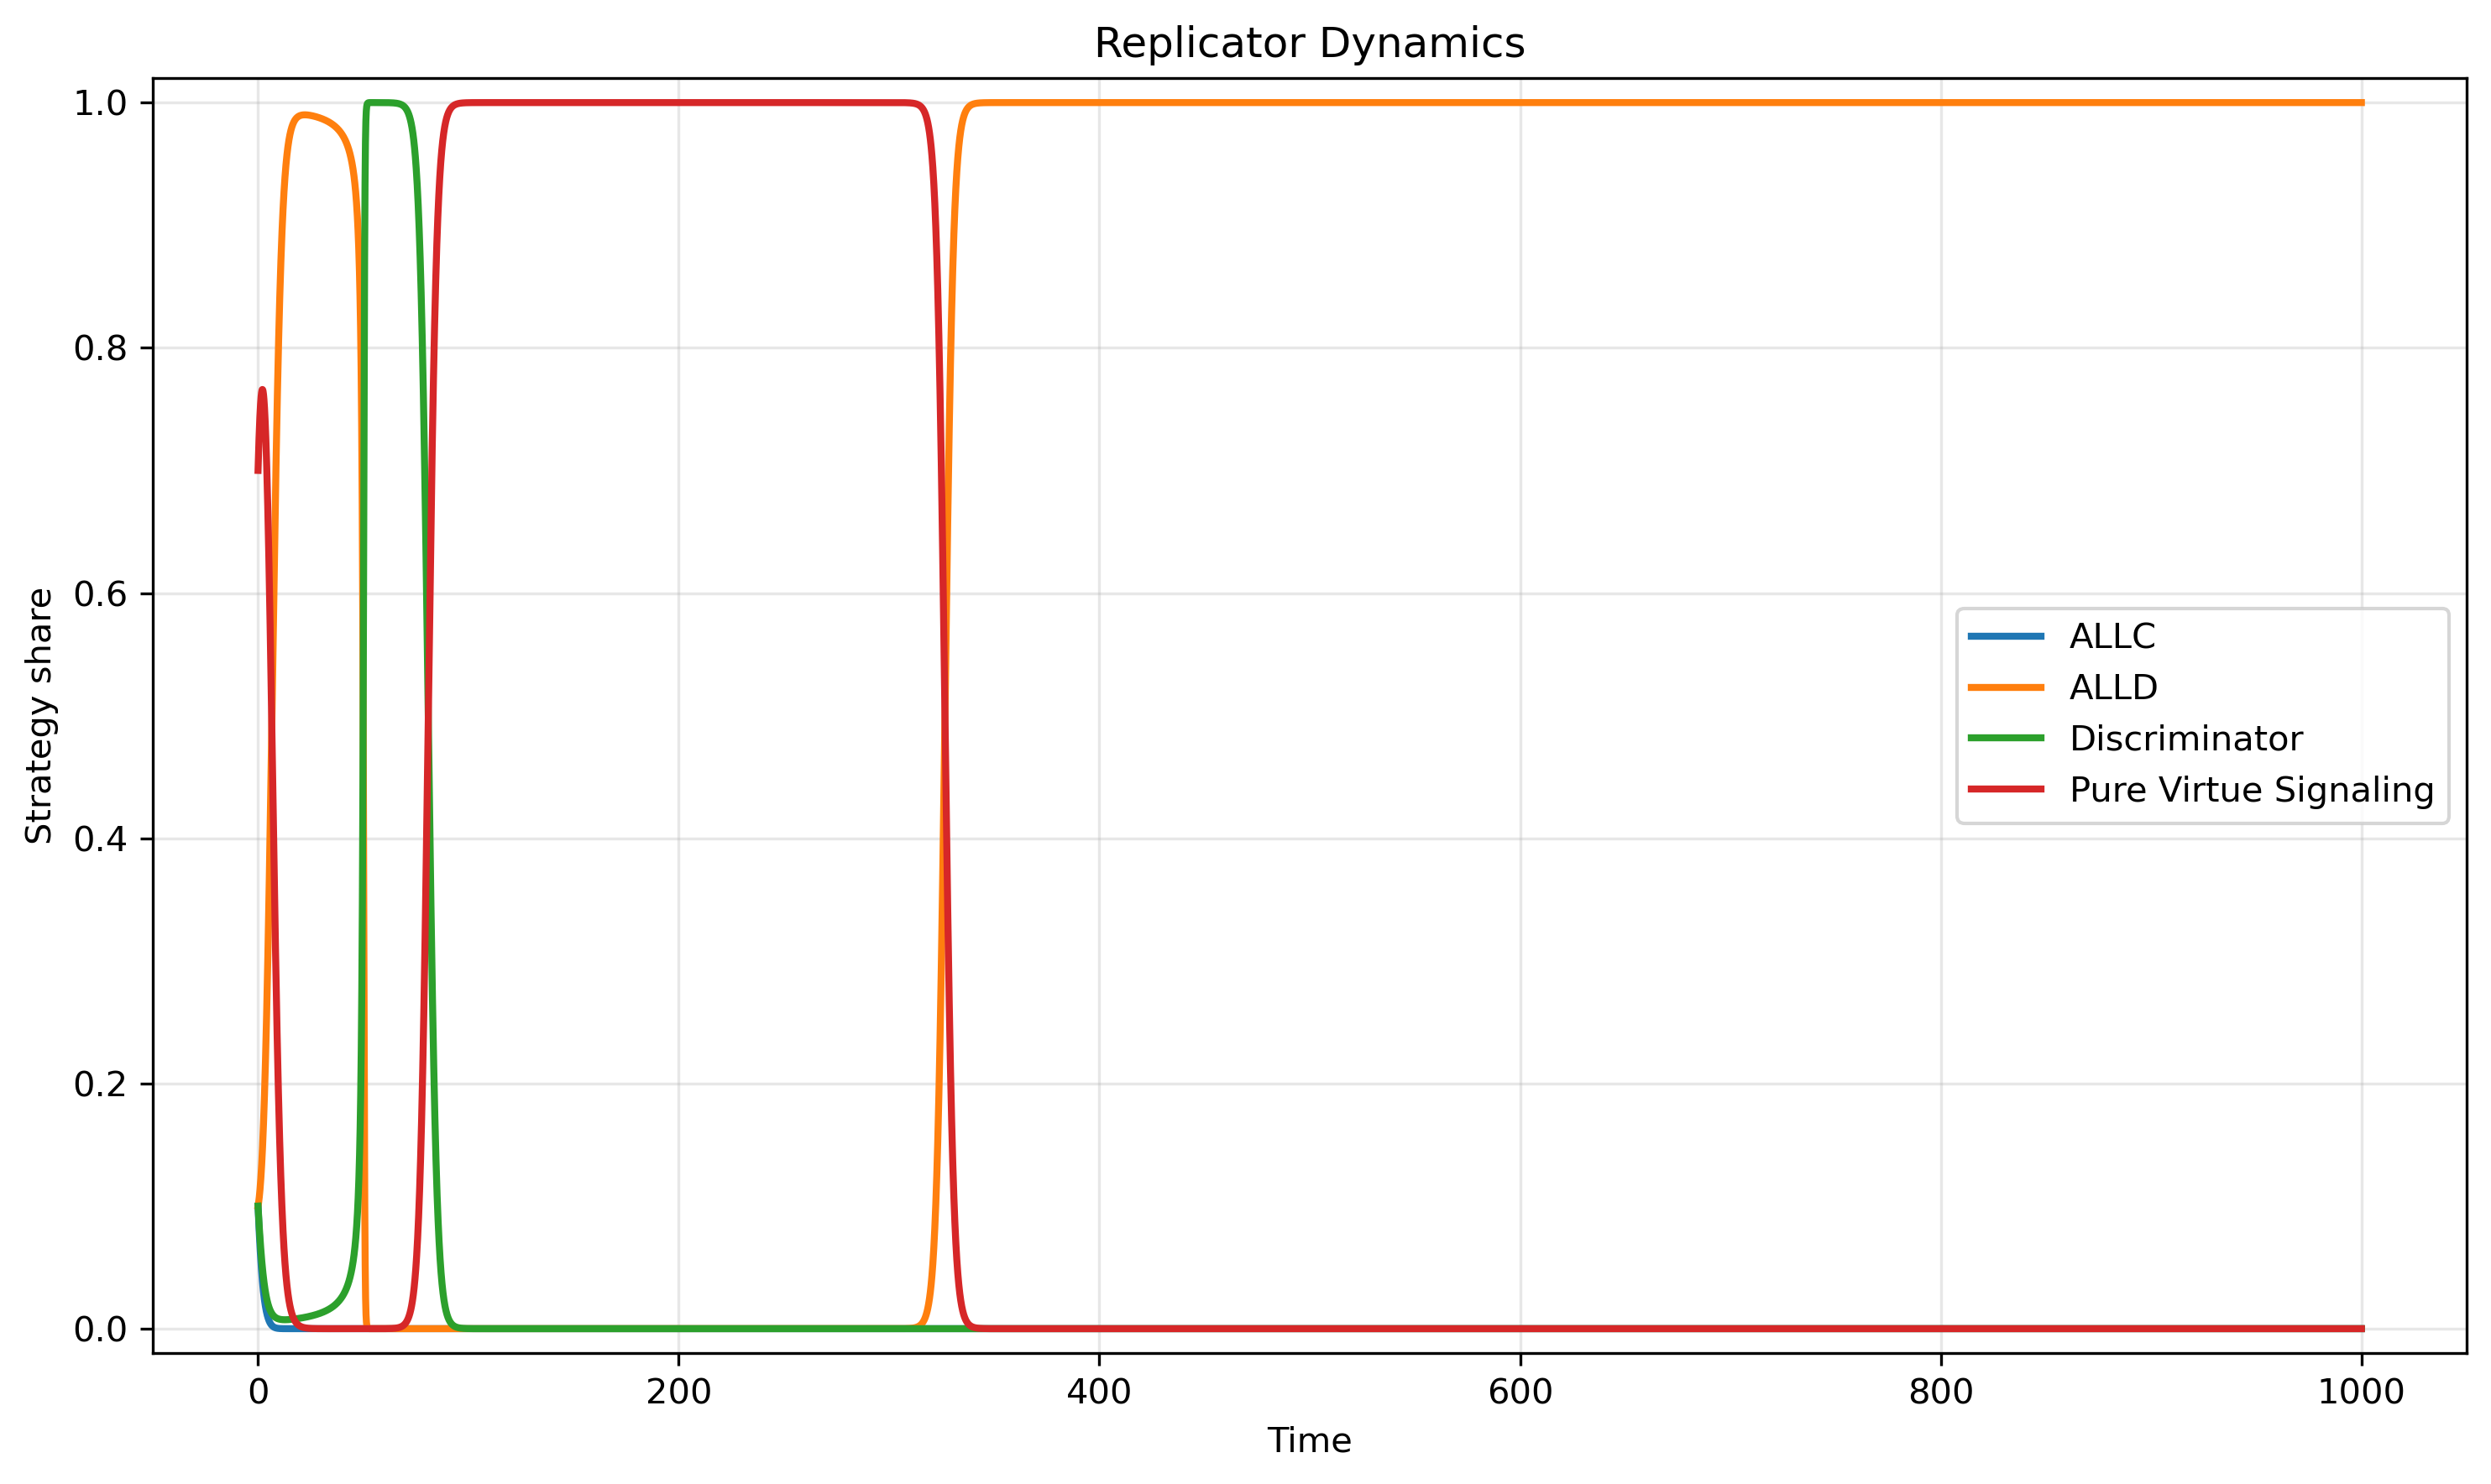 Replicator Dynamics
Strategy share
1.0
0.8
0.6
0.4
0.2
0.0
0
200
400
600
800
1000
Time
ALLC
ALLD
Discriminator
Pure Virtue Signaling